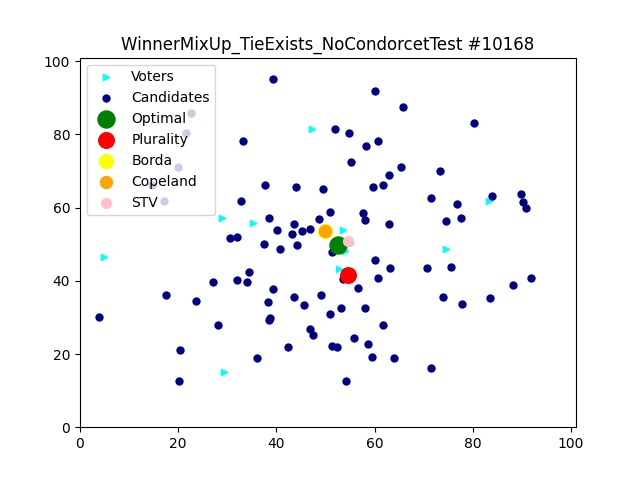 WinnerMixUp_TieExists_NoCondorcetTest #10168
100
80
60
40
20
0
Voters
Candidates
Optimal
Plurality
Borda
Copeland
STV
0 20 40 60 80 100